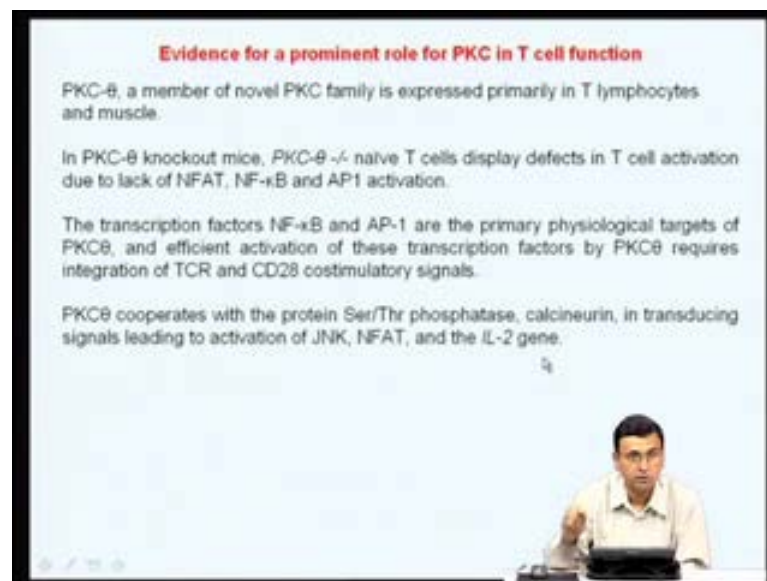 Evidence for a prominent role for PKC in T cell function
PKC-θ, a member of novel PKC family is expressed primarily in T lymphocytes
and muscle.
In PKC-θ knockout mice, PKC-θ -/- naïve T cells display defects in T cell activation
due to lack of NFAT, NF-κB and AP1 activation.
The transcription factors NF-κB and AP-1 are the primary physiological targets of
PKCθ, and efficient activation of these transcription factors by PKCθ requires
integration of TCR and CD28 costimulatory signals.
PKCθ cooperates with the protein Ser/Thr phosphatase, calcineurin, in transducing
signals leading to activation of JNK, NFAT, and the IL-2 gene.